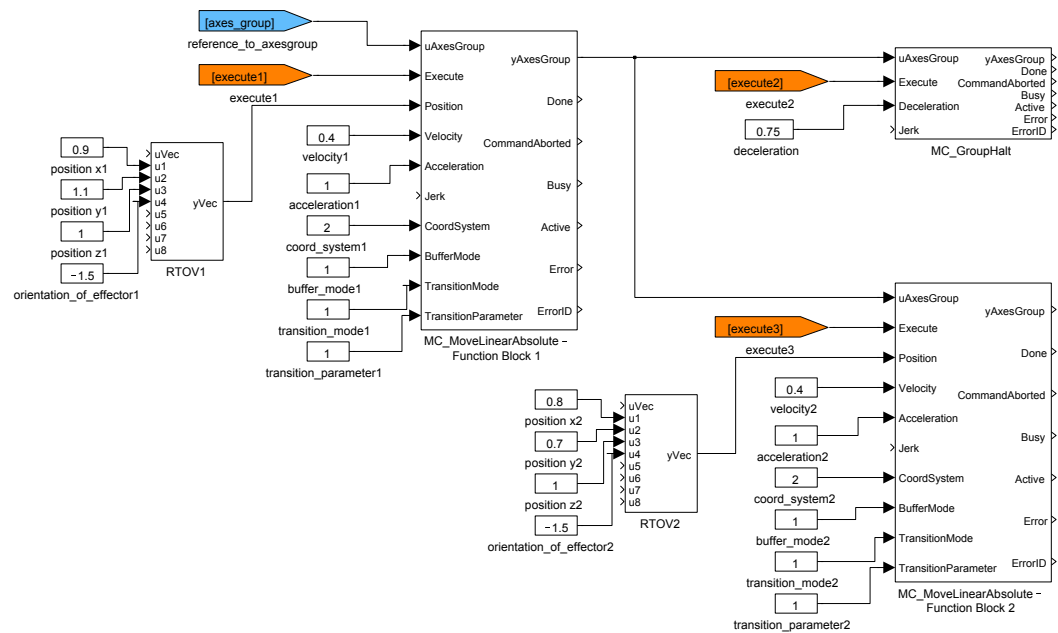 [axes_group]
reference_to_axesgroup
[execute1]
execute1
0.9
position x1
1.1
position y1
1
position z1
−1.5
orientation_of_effector1
uVec
u1
u2
u3
u4
u5
u6
u7
u8
yVec
RTOV1
0.4
velocity1
1
acceleration1
2
coord_system1
1
buffer_mode1
1
transition_mode1
1
transition_parameter1
uAxesGroup
Execute
Position
Velocity
Acceleration
Jerk
CoordSystem
BufferMode
TransitionMode
TransitionParameter
yAxesGroup
Done
CommandAborted
Busy
Active
Error
ErrorID
MC_MoveLinearAbsolute −
Function Block 1
[execute2]
execute2
0.75
deceleration
uAxesGroup
Execute
Deceleration
Jerk
yAxesGroup
Done
CommandAborted
Busy
Active
Error
ErrorID
MC_GroupHalt
[execute3]
execute3
0.8
position x2
0.7
position y2
1
position z2
−1.5
orientation_of_effector2
uVec
u1
u2
u3
u4
u5
u6
u7
u8
yVec
RTOV2
0.4
velocity2
1
acceleration2
2
coord_system2
1
buffer_mode2
1
transition_mode2
1
transition_parameter2
uAxesGroup
Execute
Position
Velocity
Acceleration
Jerk
CoordSystem
BufferMode
TransitionMode
TransitionParameter
yAxesGroup
Done
CommandAborted
Busy
Active
Error
ErrorID
MC_MoveLinearAbsolute −
Function Block 2